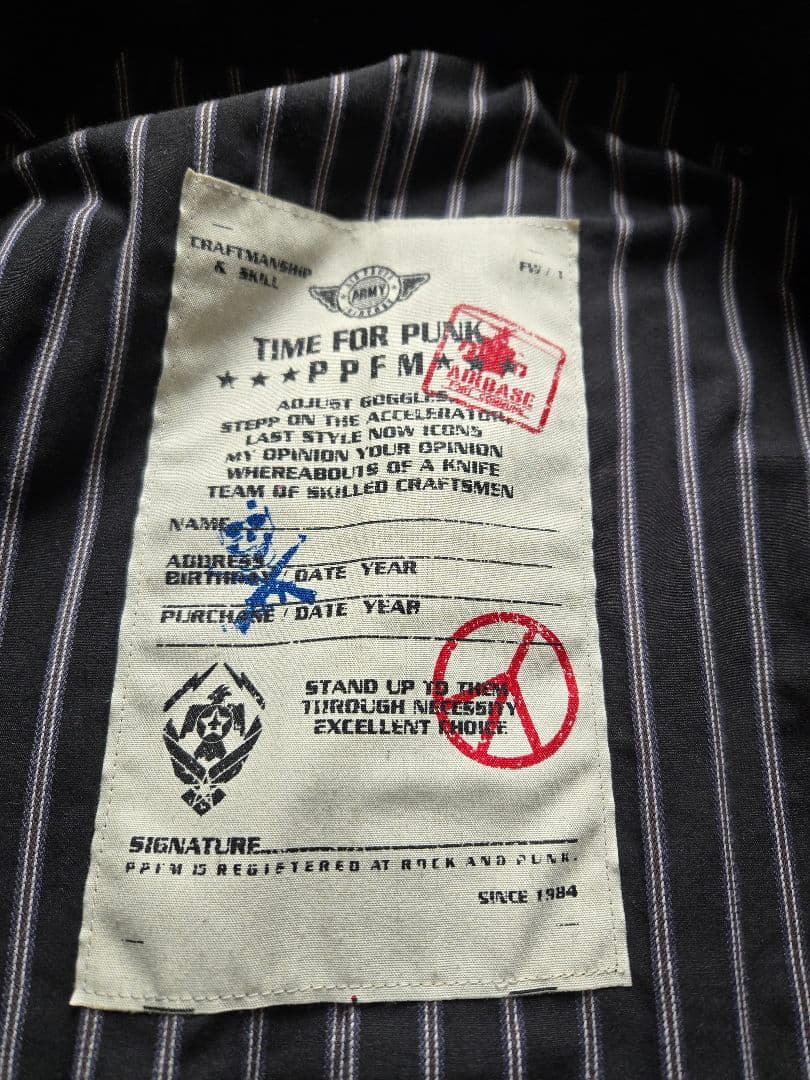 CRAFTMANSHIP
& SKILL
FW/1
ARMY
TIME FOR PUNK
★★★PPFM★★★
AIRBASE
ADJUST GOGGLES
STEPP ON THE ACCELERATOR,
LAST STYLE NOW ICONS
MY OPINION YOUR OPINION
WHEREABOUTS OF A KNIFE
TEAM OF SKILLED CRAFTSMEN
NAME
ADDRESS
BIRTHDAY / DATE YEAR
PURCHASE / DATE YEAR
STAND UP TO THEM
THROUGH NECESSITY
EXCELLENT CHOICE
SIGNATURE
PPFM IS REGISTERED AT ROCK AND PUNK.
SINCE 1984